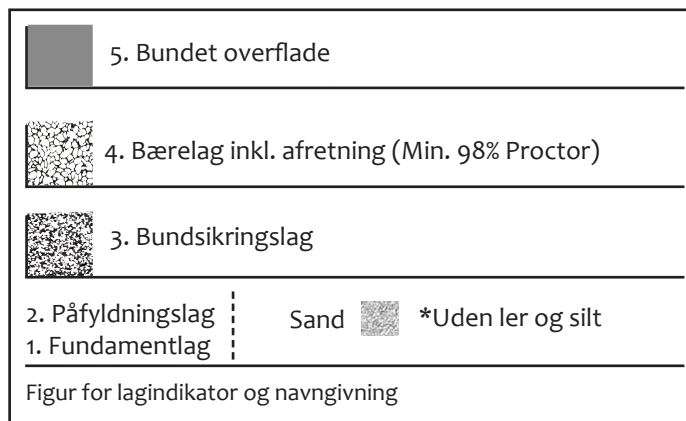 5. Bundet overflade
4. Bærelag inkl. afretning (Min. 98% Proctor)
3. Bundsikringslag
2. Påfyldningslag
1. Fundamentlag
Sand *Uden ler og silt
Figur for lagindikator og navngivning